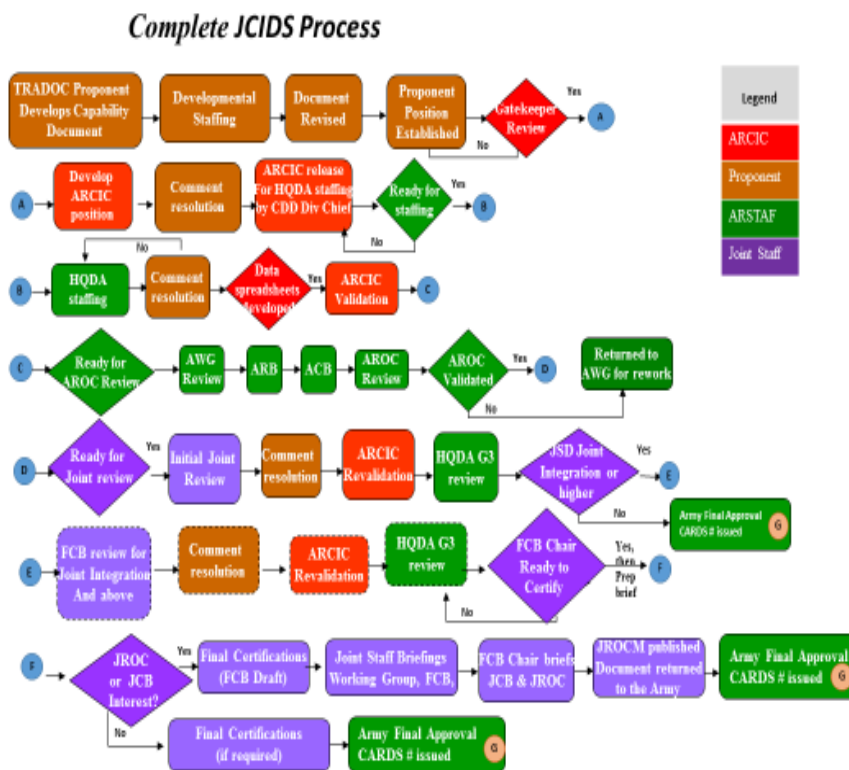 Complete JCIDS Process
TRADOC Proponent
Develops Capability
Document
Developmental
Staffing
Document
Revised
Proponent
Position
Established
Gatekeeper
Review
Yes
No
A
Legend
ARCIC
Proponent
ARSTAF
Joint Staff
A
Develop
ARCIC
position
Comment
resolution
ARCIC release
For HQDA staffing
by CDD Div Chief
Ready for
staffing
Yes
No
B
B
HQDA
staffing
No
Comment
resolution
Data
spreadsheets
developed
Yes
ARCIC
Validation
C
C
Ready for
AROC Review
AWG
Review
ARB
ACB
AROC
Review
AROC
Validated
Yes
No
D
Returned to
AWG for rework
D
Ready for
Joint review
Yes
Initial Joint
Review
Comment
resolution
ARCIC
Revalidation
HQDA G3
review
JSD Joint
Integration or
higher
Yes
No
E
Army Final Approval
CARDS # issued
G
E
FCB review for
Joint Integration
And above
Comment
resolution
ARCIC
Revalidation
HQDA G3
review
FCB Chair
Ready to
Certify
No
Yes,
then
Prep
brief
F
F
JROC
or JCB
Interest?
Yes
No
Final Certifications
(FCB Draft)
Joint Staff Briefings
Working Group, FCB,
FCB Chair briefs
JCB & JROC
JROCM published
Document returned
to the Army
Army Final Approval
CARDS # issued
G
Final Certifications
(if required)
Army Final Approval
CARDS # issued
G